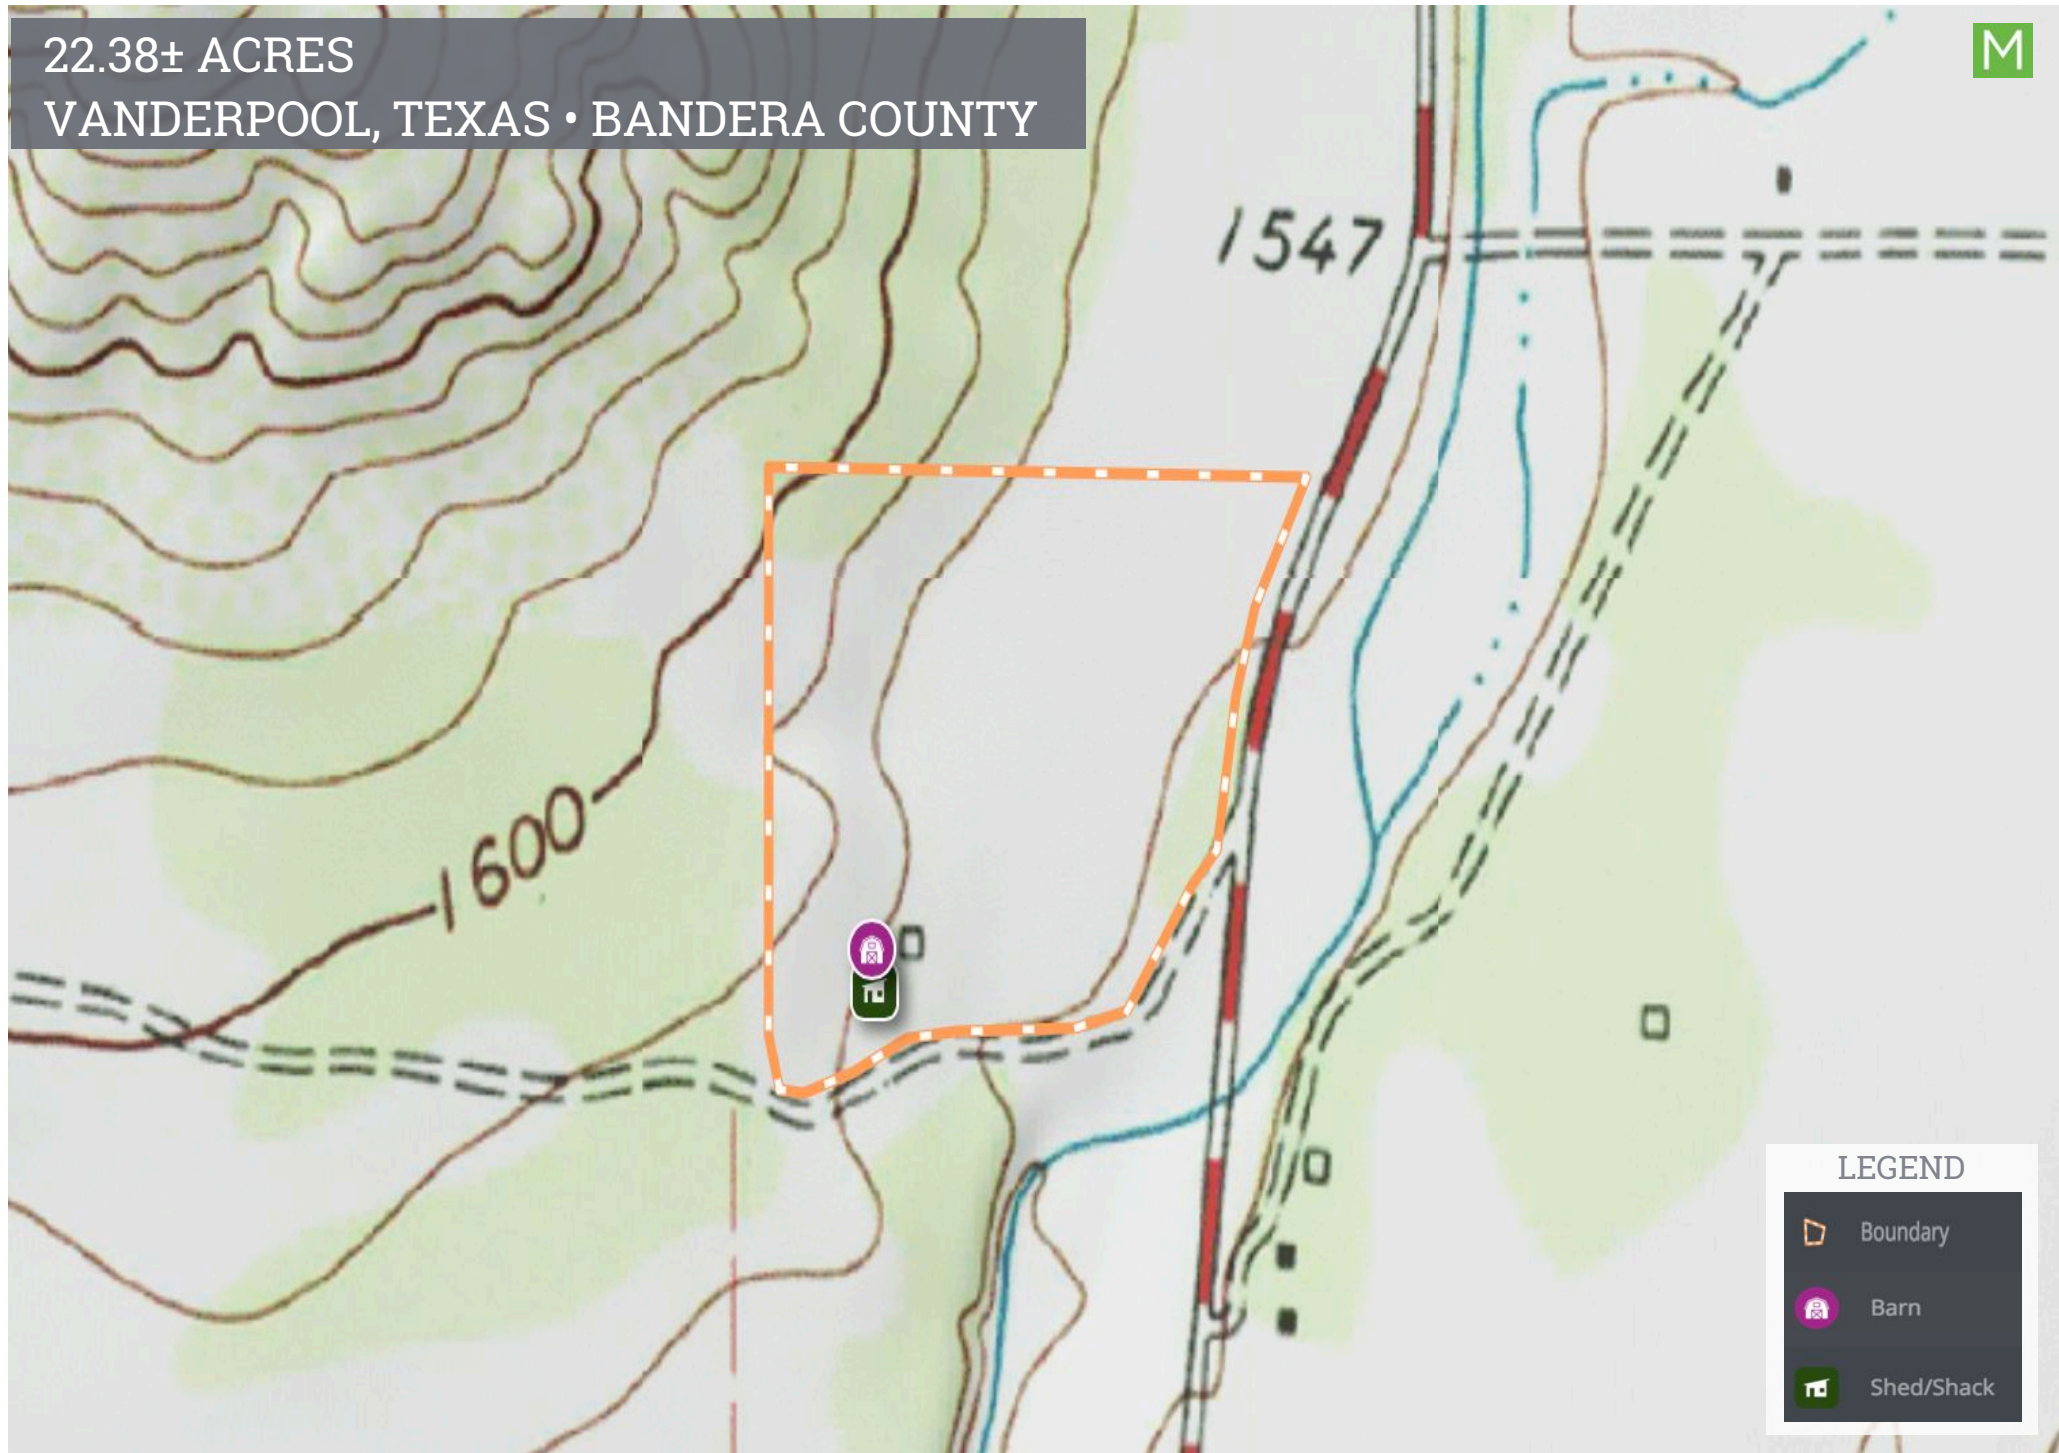 22.38± ACRES
VANDERPOOL, TEXAS • BANDERA COUNTY
M
1547
1600
LEGEND
Boundary
Barn
Shed/Shack